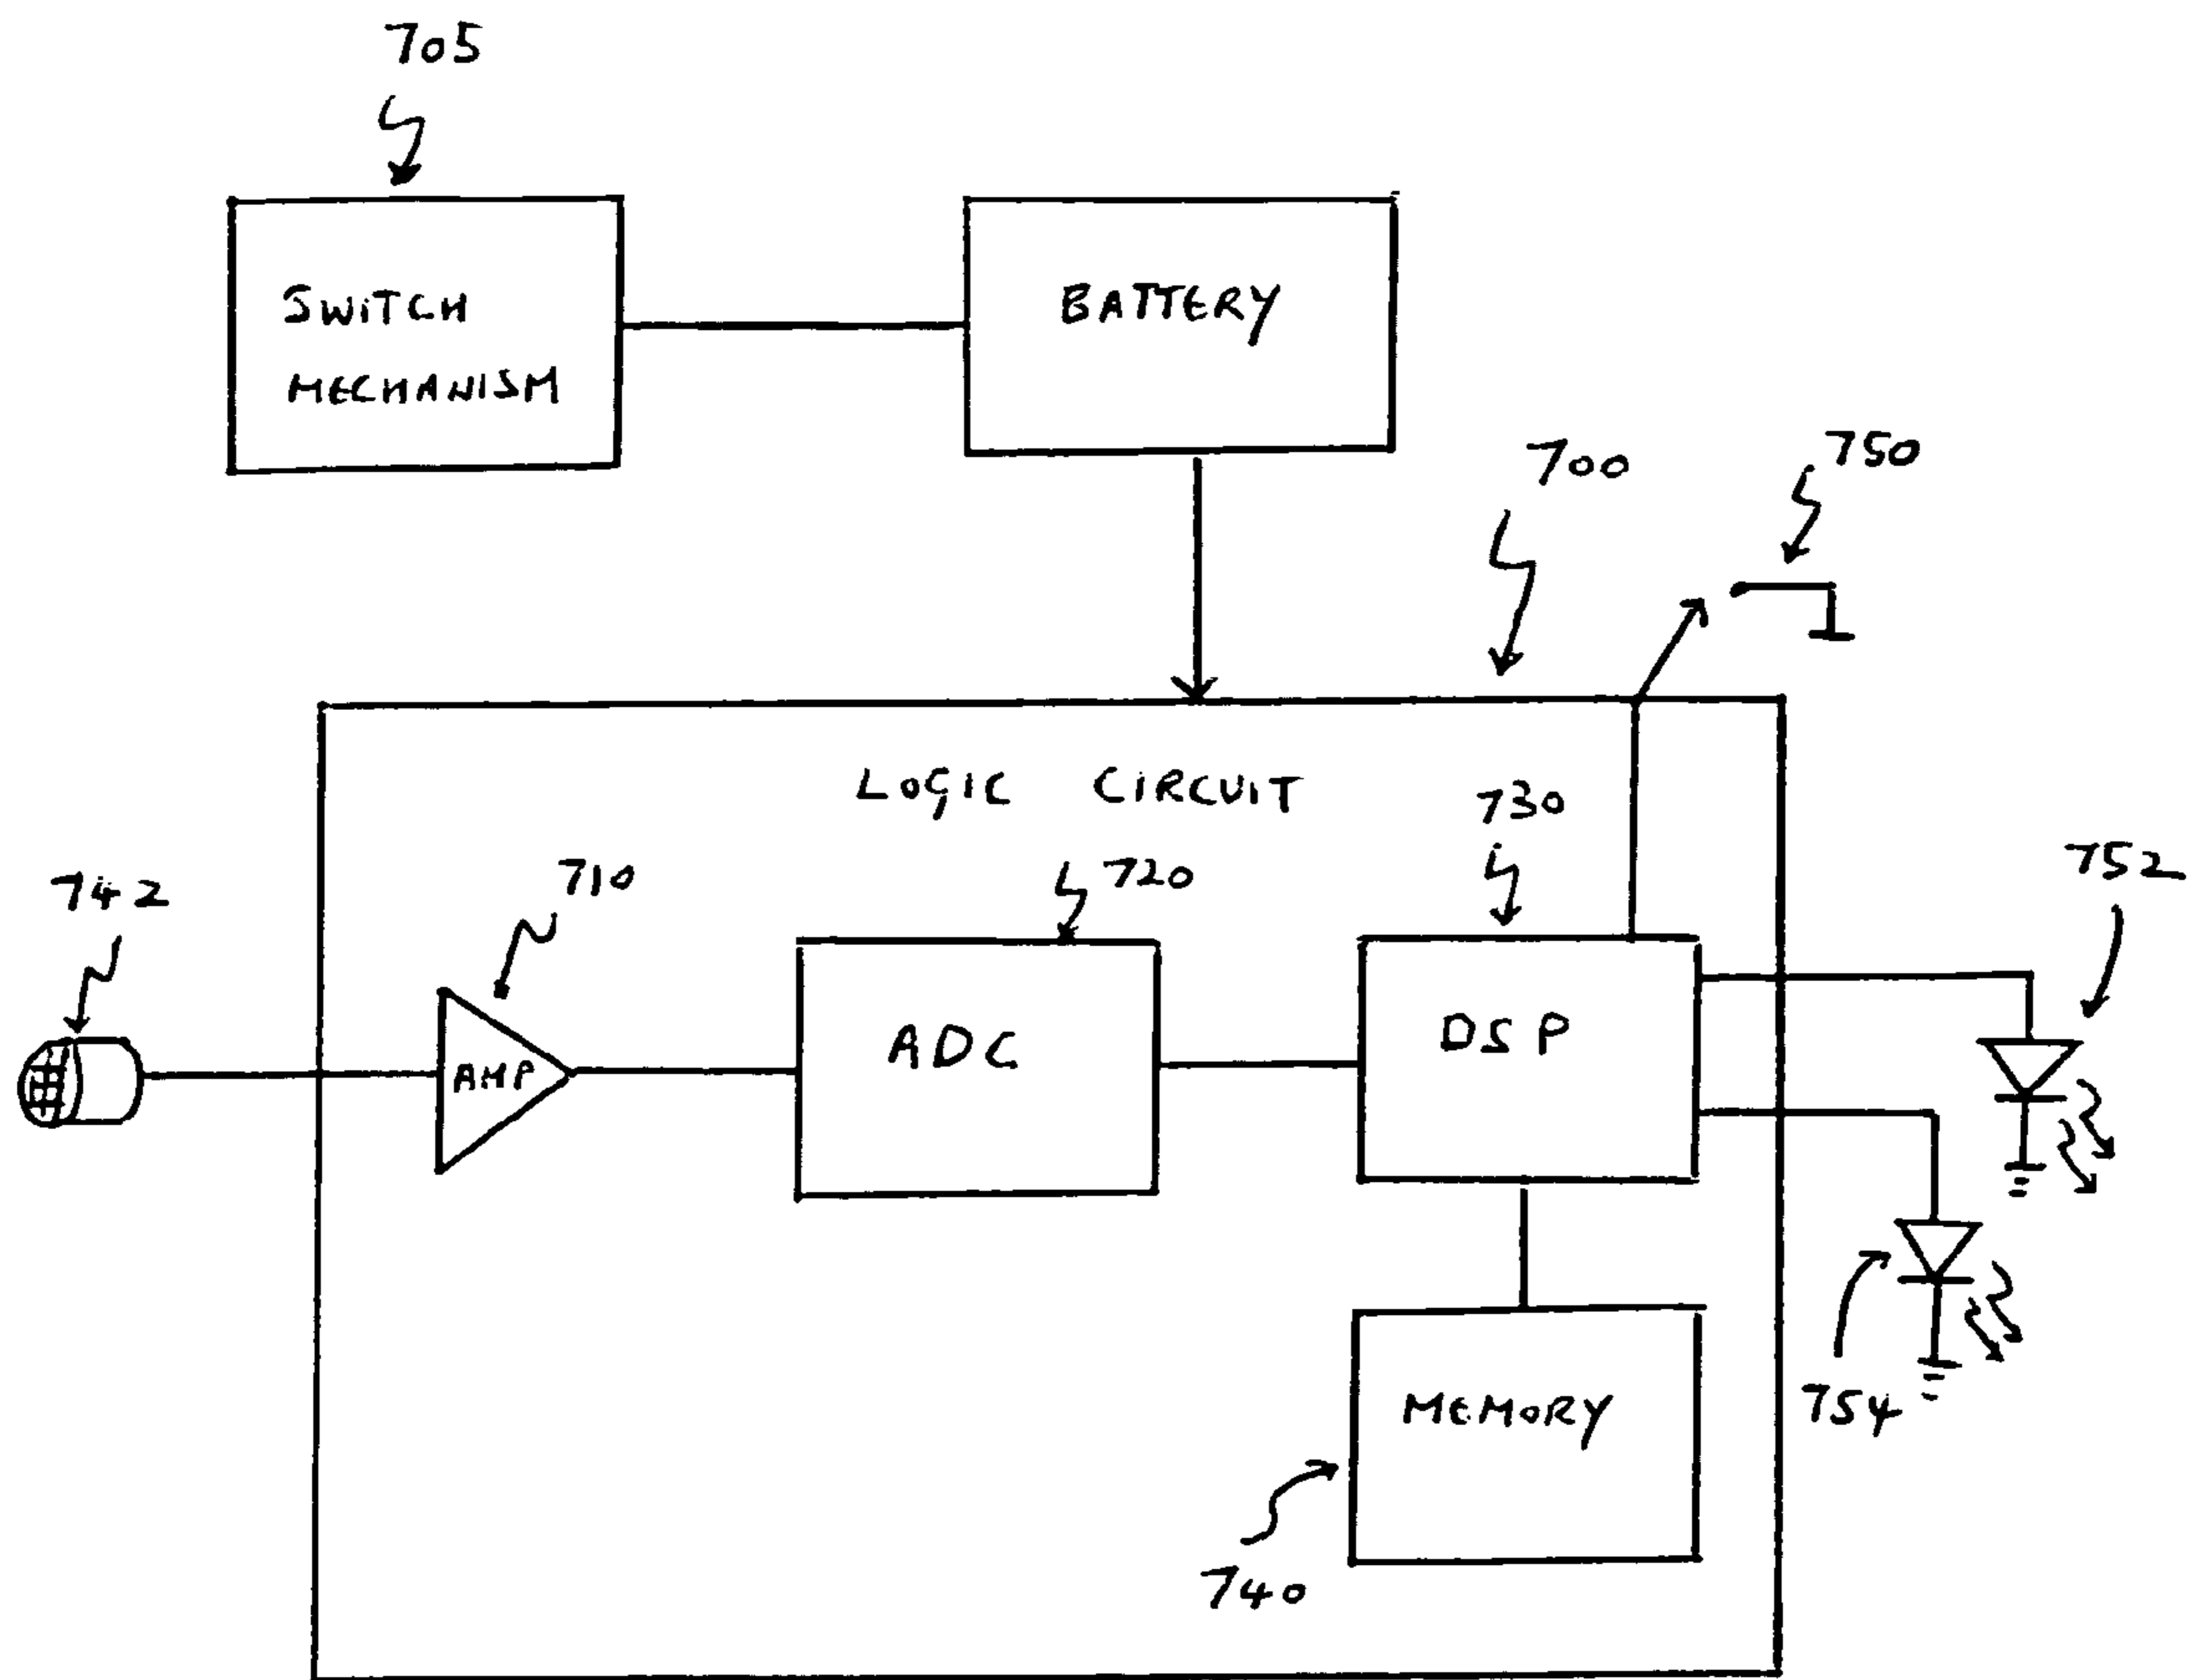 705
SWITCH
MECHANISM
BATTERY
700
750
LOGIC CIRCUIT
730
752
742
710
720
AMP
ADC
DSP
754
MEMORY
740